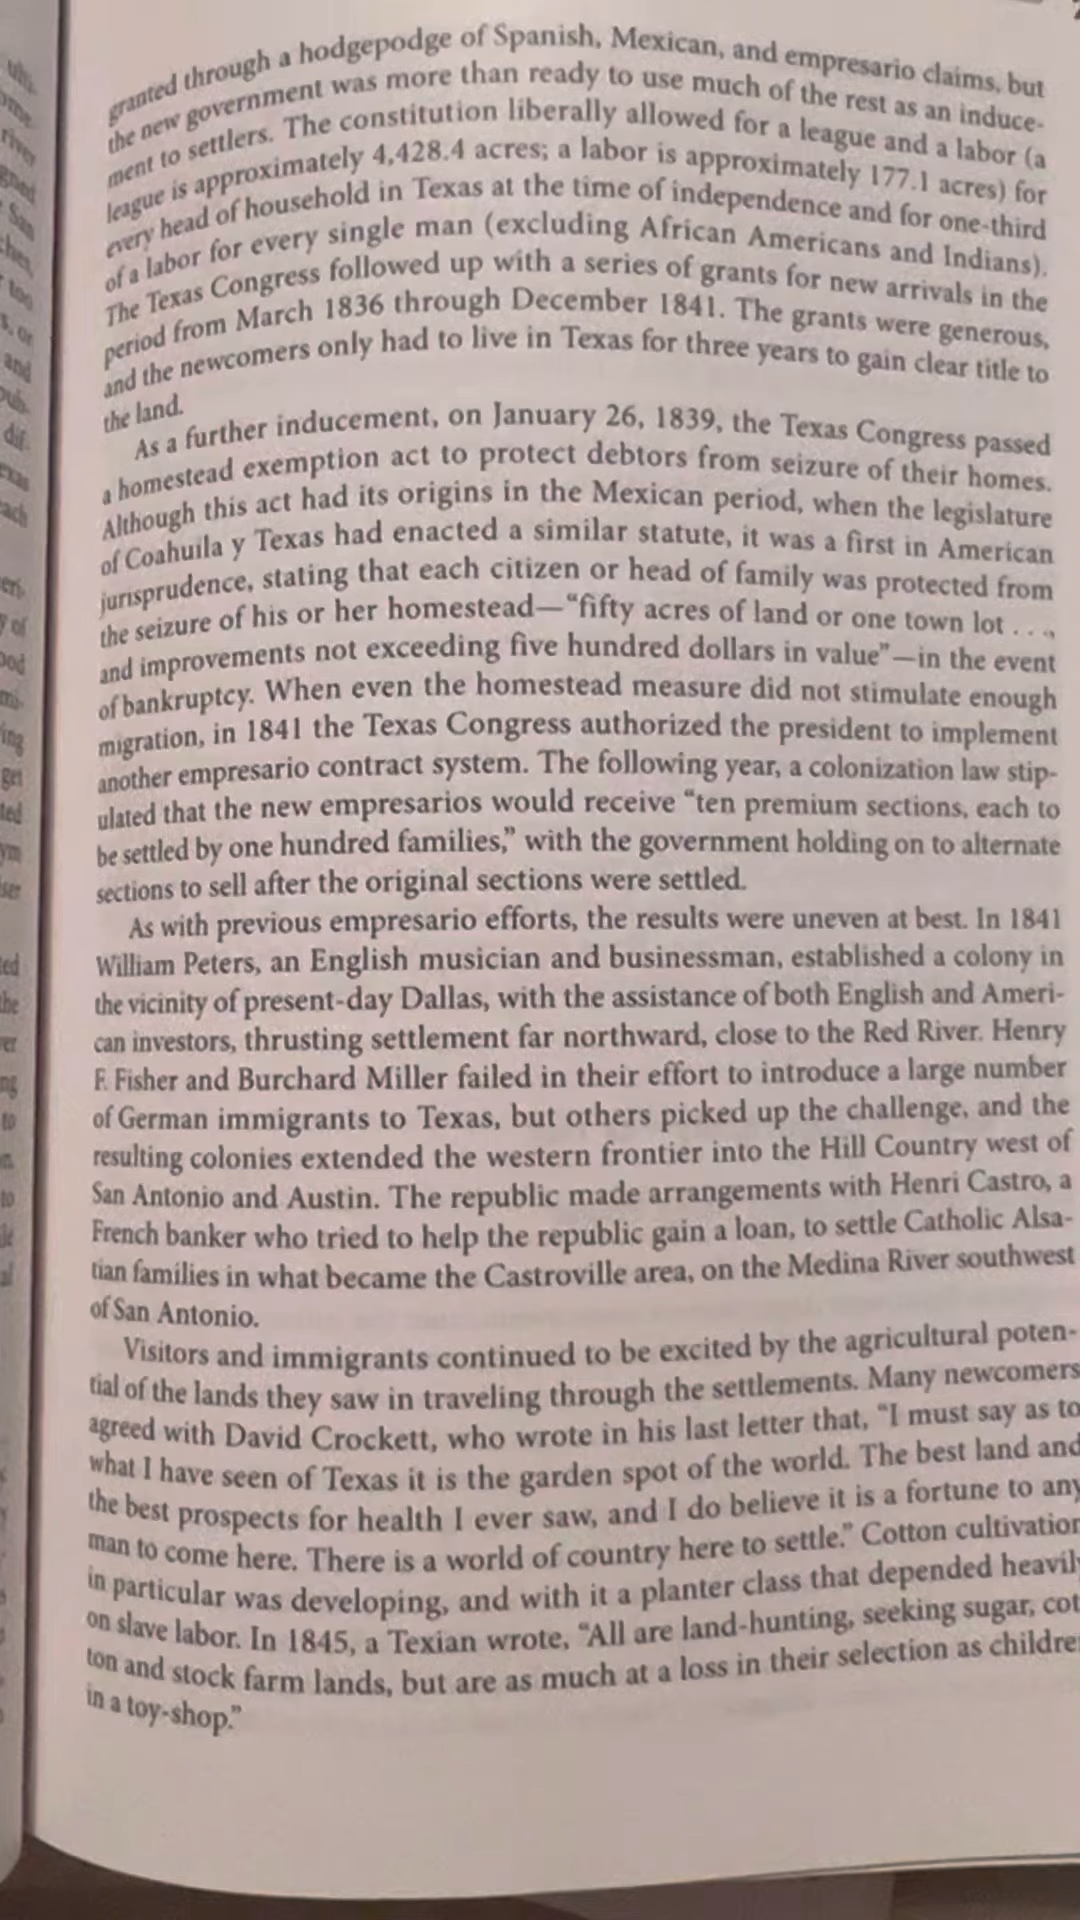 granted through a hodgepodge of Spanish, Mexican, and empresario claims, but
the new government was more than ready to use much of the rest as an induce-
ment to settlers. The constitution liberally allowed for a league and a labor (a
league is approximately 4,428.4 acres; a labor is approximately 177.1 acres) for
every head of household in Texas at the time of independence and for one-third
of a labor for every single man (excluding African Americans and Indians).
The Texas Congress followed up with a series of grants for new arrivals in the
period from March 1836 through December 1841. The grants were generous,
and the newcomers only had to live in Texas for three years to gain clear title to
the land.
As a further inducement, on January 26, 1839, the Texas Congress passed
a homestead exemption act to protect debtors from seizure of their homes.
Although this act had its origins in the Mexican period, when the legislature
of Coahuila y Texas had enacted a similar statute, it was a first in American
jurisprudence, stating that each citizen or head of family was protected from
the seizure of his or her homestead—“fifty acres of land or one town lot . . .,
and improvements not exceeding five hundred dollars in value”—in the event
of bankruptcy. When even the homestead measure did not stimulate enough
migration, in 1841 the Texas Congress authorized the president to implement
another empresario contract system. The following year, a colonization law stip-
ulated that the new empresarios would receive “ten premium sections, each to
be settled by one hundred families,” with the government holding on to alternate
sections to sell after the original sections were settled.
As with previous empresario efforts, the results were uneven at best. In 1841
William Peters, an English musician and businessman, established a colony in
the vicinity of present-day Dallas, with the assistance of both English and Ameri-
can investors, thrusting settlement far northward, close to the Red River. Henry
F. Fisher and Burchard Miller failed in their effort to introduce a large number
of German immigrants to Texas, but others picked up the challenge, and the
resulting colonies extended the western frontier into the Hill Country west of
San Antonio and Austin. The republic made arrangements with Henri Castro, a
French banker who tried to help the republic gain a loan, to settle Catholic Alsa-
tian families in what became the Castroville area, on the Medina River southwest
of San Antonio.
Visitors and immigrants continued to be excited by the agricultural poten-
tial of the lands they saw in traveling through the settlements. Many newcomers
agreed with David Crockett, who wrote in his last letter that, “I must say as to
what I have seen of Texas it is the garden spot of the world. The best land and
the best prospects for health I ever saw, and I do believe it is a fortune to any
man to come here. There is a world of country here to settle.” Cotton cultivation
in particular was developing, and with it a planter class that depended heavily
on slave labor. In 1845, a Texian wrote, “All are land-hunting, seeking sugar, cot
ton and stock farm lands, but are as much at a loss in their selection as childre
in a toy-shop.”